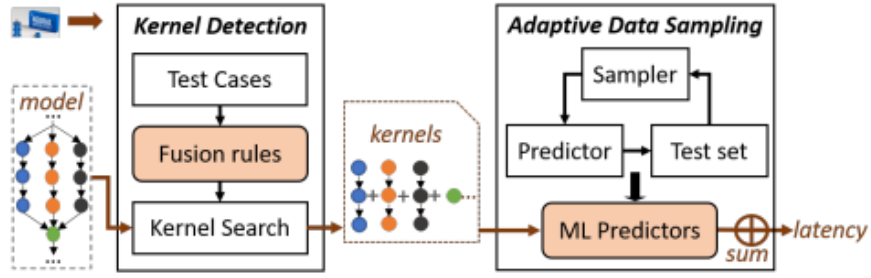 Kernel Detection
Test Cases
Fusion rules
Kernel Search
model
...
...
kernels
+ + + ...
Adaptive Data Sampling
Sampler
Predictor
Test set
ML Predictors
sum
latency